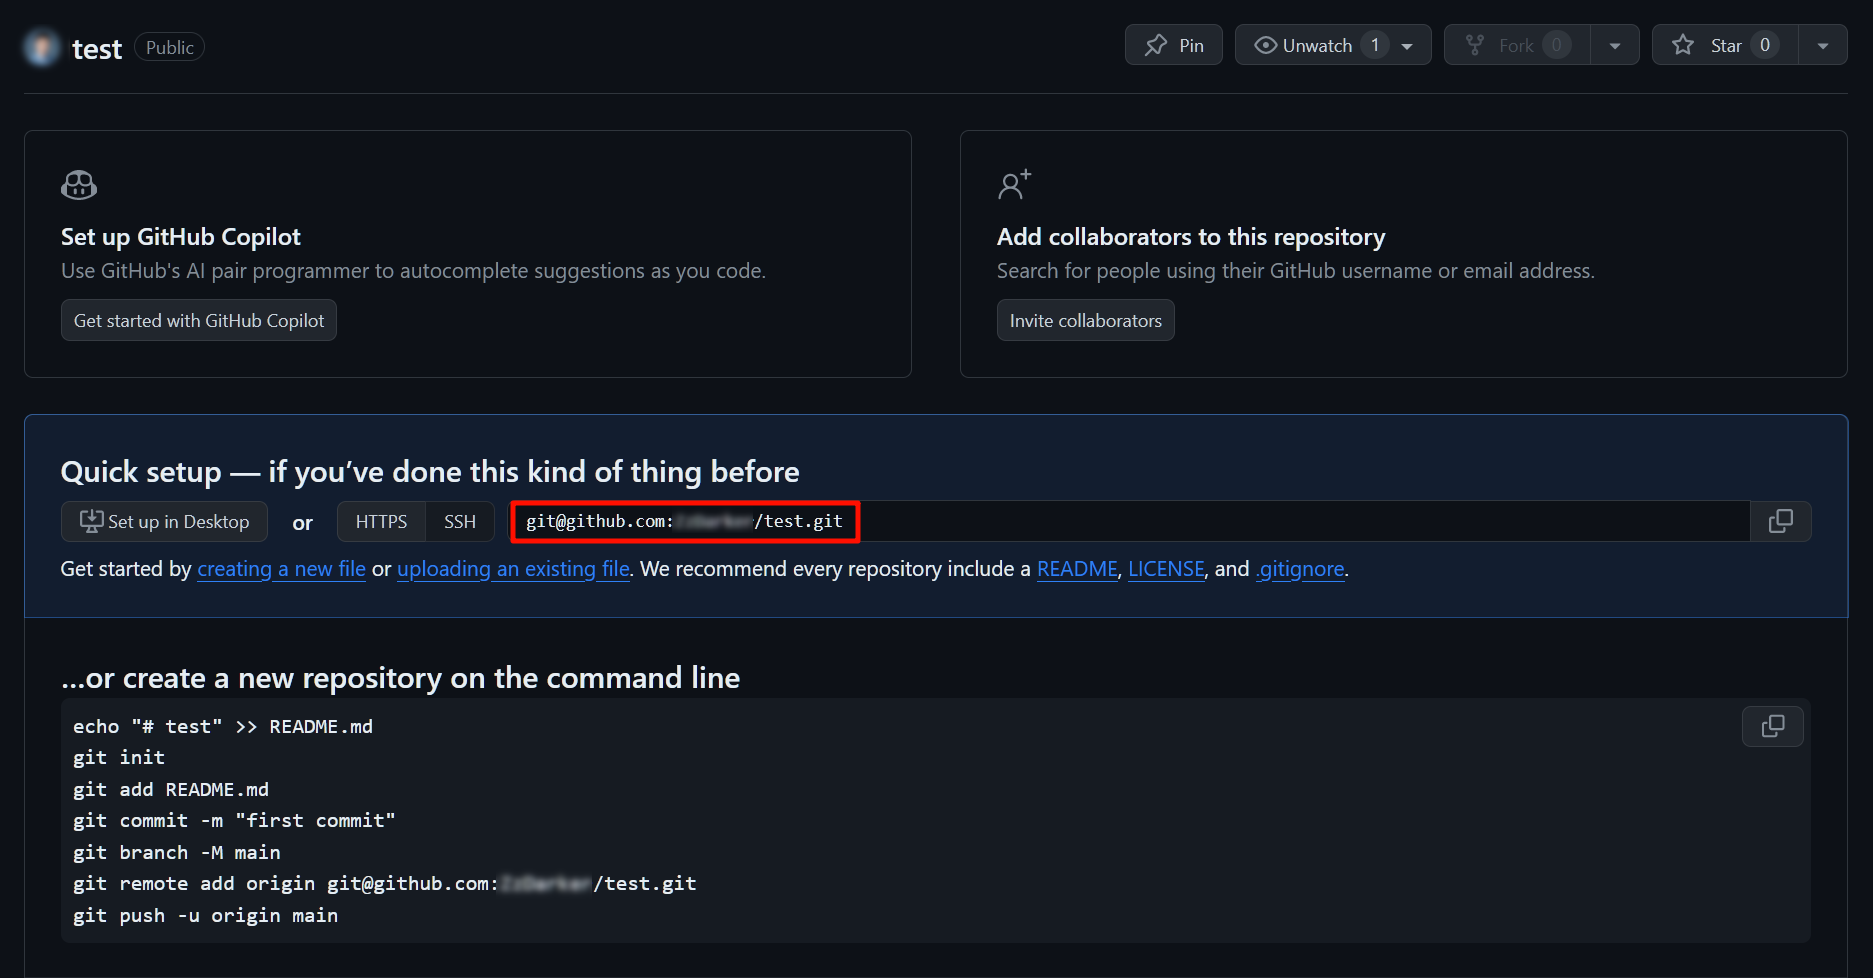 test Public Pin Unwatch 1 Fork 0 Star 0
Set up GitHub Copilot
Use GitHub's AI pair programmer to autocomplete suggestions as you code.
Get started with GitHub Copilot
Add collaborators to this repository
Search for people using their GitHub username or email address.
Invite collaborators
Quick setup — if you’ve done this kind of thing before
Set up in Desktop or HTTPS SSH git@github.com:/test.git
Get started by creating a new file or uploading an existing file. We recommend every repository include a README, LICENSE, and .gitignore.
…or create a new repository on the command line
echo "# test" >> README.md
git init
git add README.md
git commit -m "first commit"
git branch -M main
git remote add origin git@github.com:/test.git
git push -u origin main